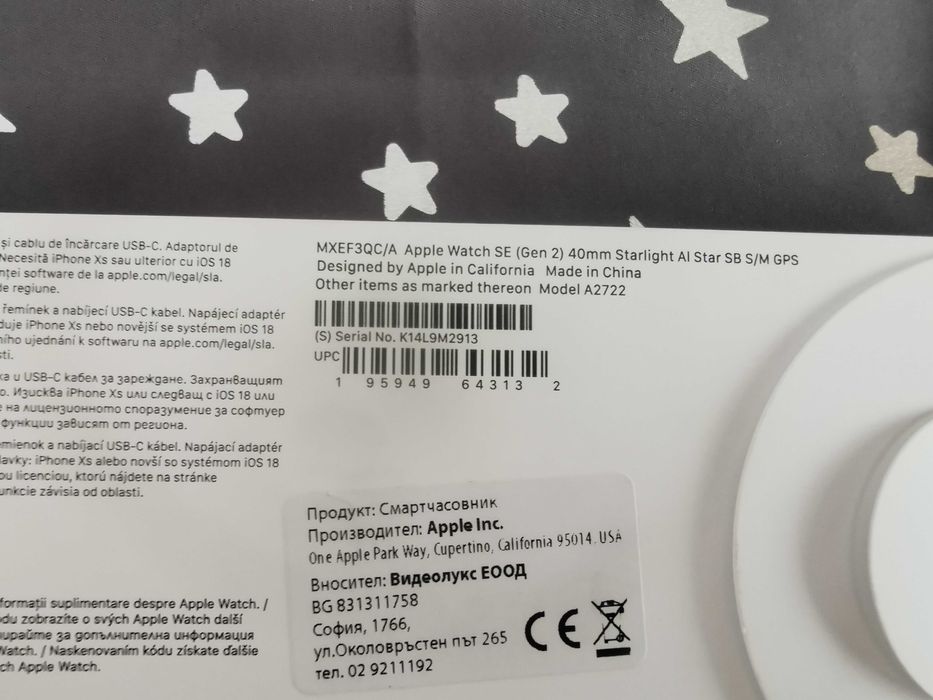 și cablu de încărcare USB-C. Adaptorul de
Necesită iPhone Xs sau ulterior cu iOS 18
nței software de la apple.com/legal/sla.
de regiune.
řemínek a nabíjecí USB-C kabel. Napájecí adaptér
duje iPhone Xs nebo novější se systémem iOS 18
ního ujednání k softwaru na apple.com/legal/sla.
sti.
ка и USB-C кабел за зареждане. Захранващият
о. Изисква iPhone Xs или следващ с iOS 18 или
е на лицензионното споразумение за софтуер
функции зависят от региона.
emienok a nabíjací USB-C kábel. Napájací adaptér
lavky: iPhone Xs alebo novší so systémom iOS 18
ou licenciou, ktorú nájdete na stránke
unkcie závisia od oblasti.
formații suplimentare despre Apple Watch. /
ódu zobrazíte o svých Apple Watch další
ирайте за допълнителна информация
Watch. / Naskenovaním kódu získate ďalšie
ch Apple Watch.
MXEF3QC/A Apple Watch SE (Gen 2) 40mm Starlight Al Star SB S/M GPS
Designed by Apple in California Made in China
Other items as marked thereon Model A2722
(S) Serial No. K14L9M2913
UPC
1 95949 64313 2
Продукт: Смартчасовник
Производител: Apple Inc.
One Apple Park Way, Cupertino, California 95014, USA
Вносител: Видеолукс ЕООД
BG 831311758
София, 1766,
ул.Околовръстен път 265
тел. 02 9211192
CE